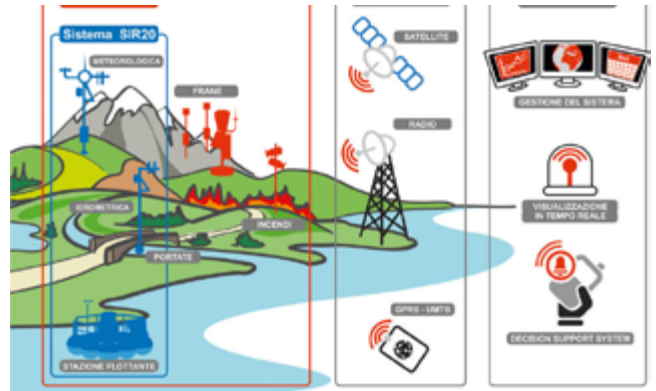 Sistema SIR20
METEOROLOGICA
FRANE
IDROMETRICA
INCENDI
PORTATE
STAZIONE FLOTTANTE
SATELLITE
RADIO
GPRS - UMTS
GESTIONE DEL SISTEMA
VISUALIZZAZIONE
IN TEMPO REALE
DECISION SUPPORT SYSTEM